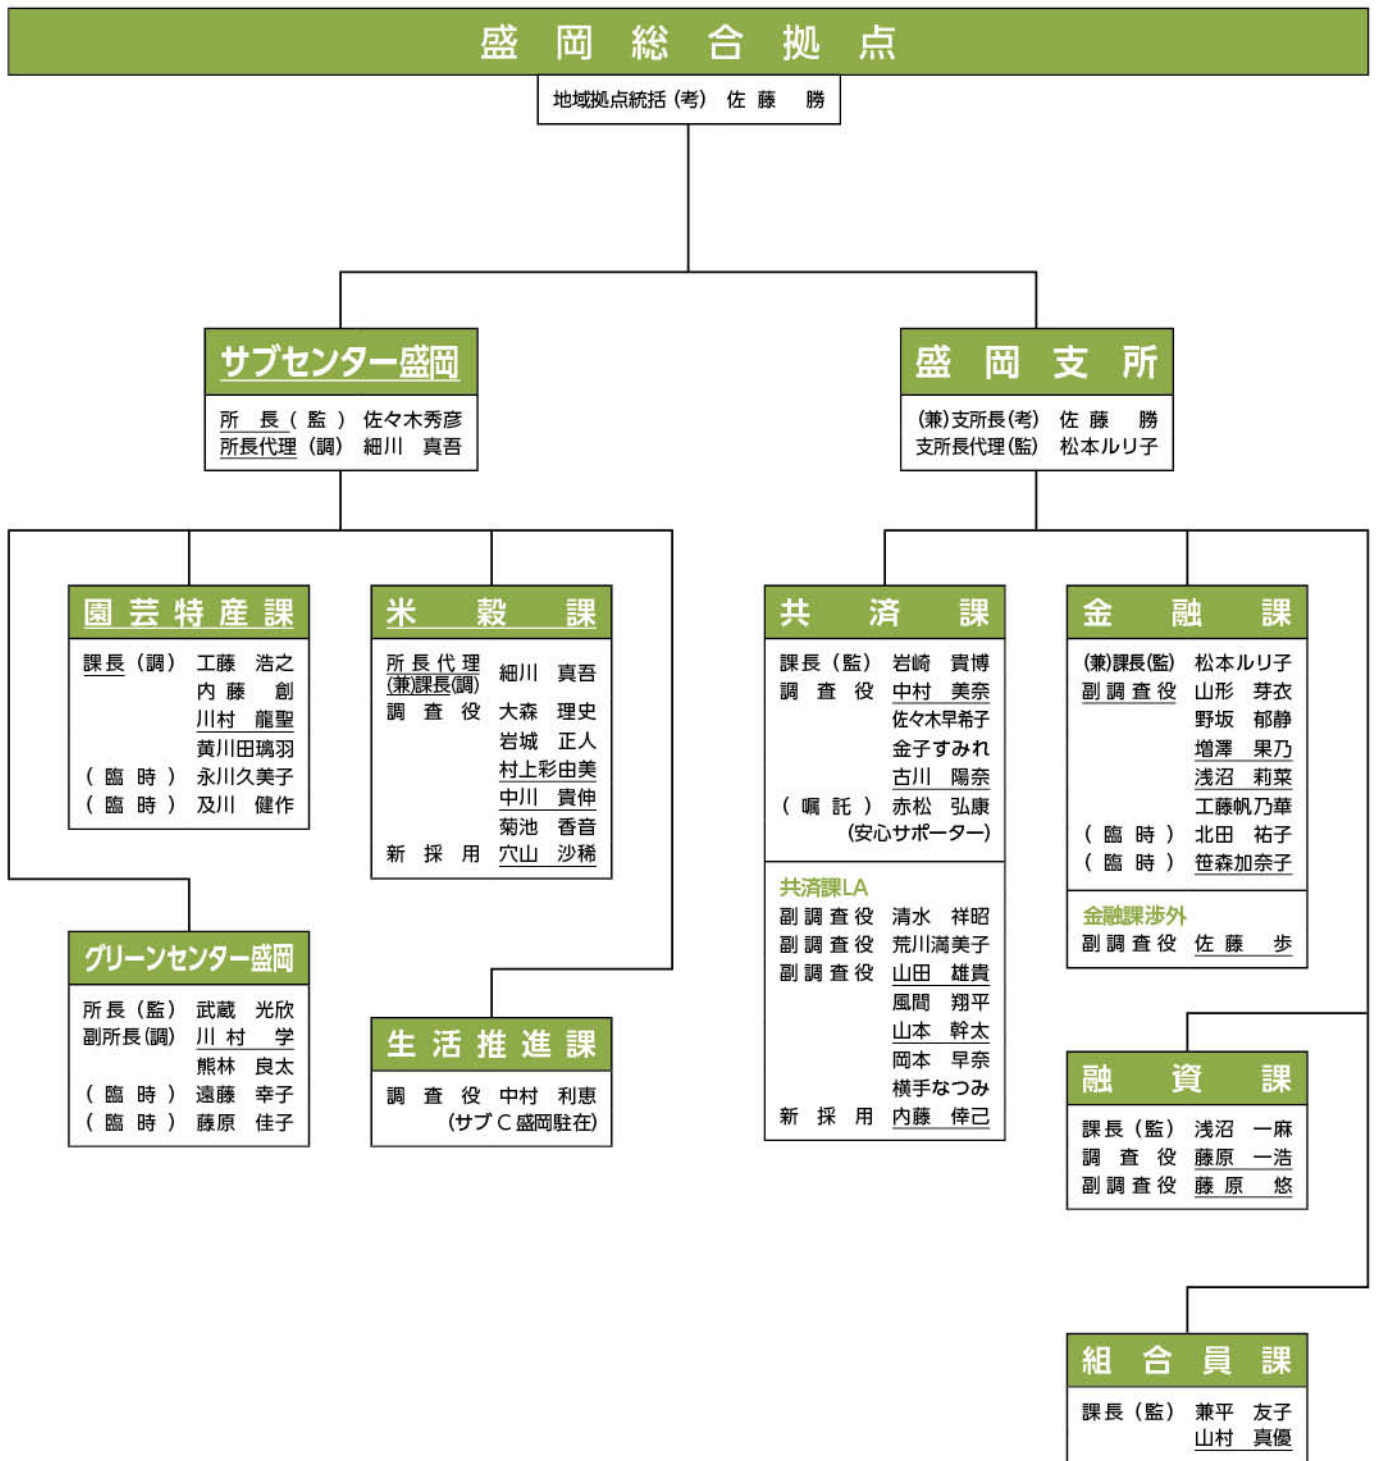 盛岡総合拠点
地域拠点統括(考) 佐藤 勝
サブセンター盛岡
所長(監) 佐々木秀彦
所長代理(調) 細川 真吾
園芸特産課
課長(調) 工藤 浩之
内藤 創
川村 龍聖
黄川田璃羽
(臨時) 永川久美子
(臨時) 及川 健作
米穀課
所長代理
(兼)課長(調) 細川 真吾
調査役 大森 理史
岩城 正人
村上彩由美
中川 貴伸
菊池 香音
新採用 穴山 沙稀
グリーンセンター盛岡
所長(監) 武蔵 光欣
副所長(調) 川村 学
熊林 良太
(臨時) 遠藤 幸子
(臨時) 藤原 佳子
生活推進課
調査役 中村 利恵
(サブC盛岡駐在)
盛岡支所
(兼)支所長(考) 佐藤 勝
支所長代理(監) 松本ルリ子
共済課
課長(監) 岩崎 貴博
調査役 中村 美奈
佐々木早希子
金子すみれ
古川 陽奈
(嘱託) 赤松 弘康
(安心サポーター)
共済課LA
副調査役 清水 祥昭
副調査役 荒川満美子
副調査役 山田 雄貴
風間 翔平
山本 幹太
岡本 早奈
横手なつみ
新採用 内藤 倖己
金融課
(兼)課長(監) 松本ルリ子
副調査役 山形 芽衣
野坂 郁静
増澤 果乃
浅沼 莉菜
工藤帆乃華
(臨時) 北田 祐子
(臨時) 笹森加奈子
金融課渉外
副調査役 佐藤 歩
融資課
課長(監) 浅沼 一麻
調査役 藤原 一浩
副調査役 藤原 悠
組合員課
課長(監) 兼平 友子
山村 真優